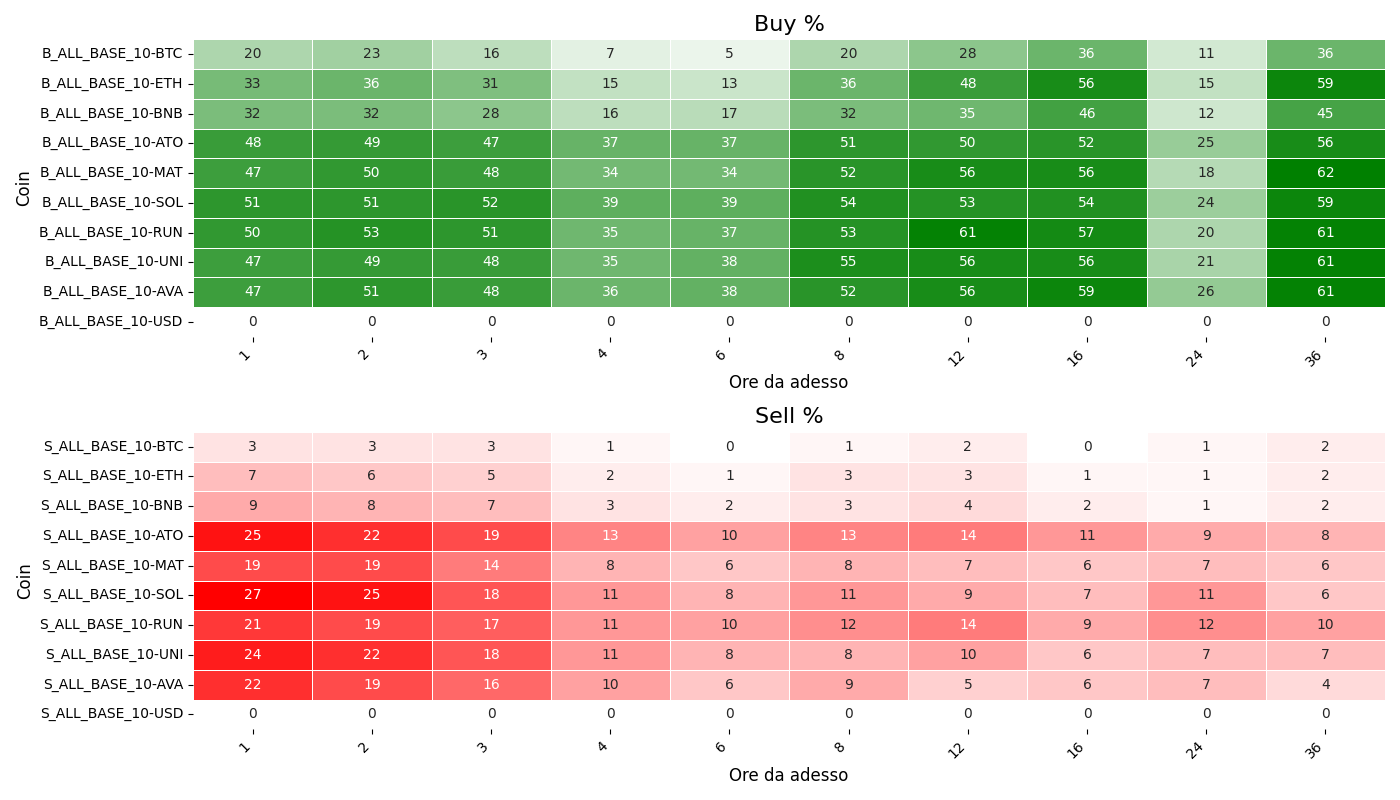 Buy %
B_ALL_BASE_10-BTC 20 23 16 7 5 20 28 36 11 36
B_ALL_BASE_10-ETH 33 36 31 15 13 36 48 56 15 59
B_ALL_BASE_10-BNB 32 32 28 16 17 32 35 46 12 45
B_ALL_BASE_10-ATO 48 49 47 37 37 51 50 52 25 56
B_ALL_BASE_10-MAT 47 50 48 34 34 52 56 56 18 62
B_ALL_BASE_10-SOL 51 51 52 39 39 54 53 54 24 59
B_ALL_BASE_10-RUN 50 53 51 35 37 53 61 57 20 61
B_ALL_BASE_10-UNI 47 49 48 35 38 55 56 56 21 61
B_ALL_BASE_10-AVA 47 51 48 36 38 52 56 59 26 61
B_ALL_BASE_10-USD 0 0 0 0 0 0 0 0 0 0
Coin
1 2 3 4 6 8 12 16 24 36
Ore da adesso
Sell %
S_ALL_BASE_10-BTC 3 3 3 1 0 1 2 0 1 2
S_ALL_BASE_10-ETH 7 6 5 2 1 3 3 1 1 2
S_ALL_BASE_10-BNB 9 8 7 3 2 3 4 2 1 2
S_ALL_BASE_10-ATO 25 22 19 13 10 13 14 11 9 8
S_ALL_BASE_10-MAT 19 19 14 8 6 8 7 6 7 6
S_ALL_BASE_10-SOL 27 25 18 11 8 11 9 7 11 6
S_ALL_BASE_10-RUN 21 19 17 11 10 12 14 9 12 10
S_ALL_BASE_10-UNI 24 22 18 11 8 8 10 6 7 7
S_ALL_BASE_10-AVA 22 19 16 10 6 9 5 6 7 4
S_ALL_BASE_10-USD 0 0 0 0 0 0 0 0 0 0
Coin
1 2 3 4 6 8 12 16 24 36
Ore da adesso